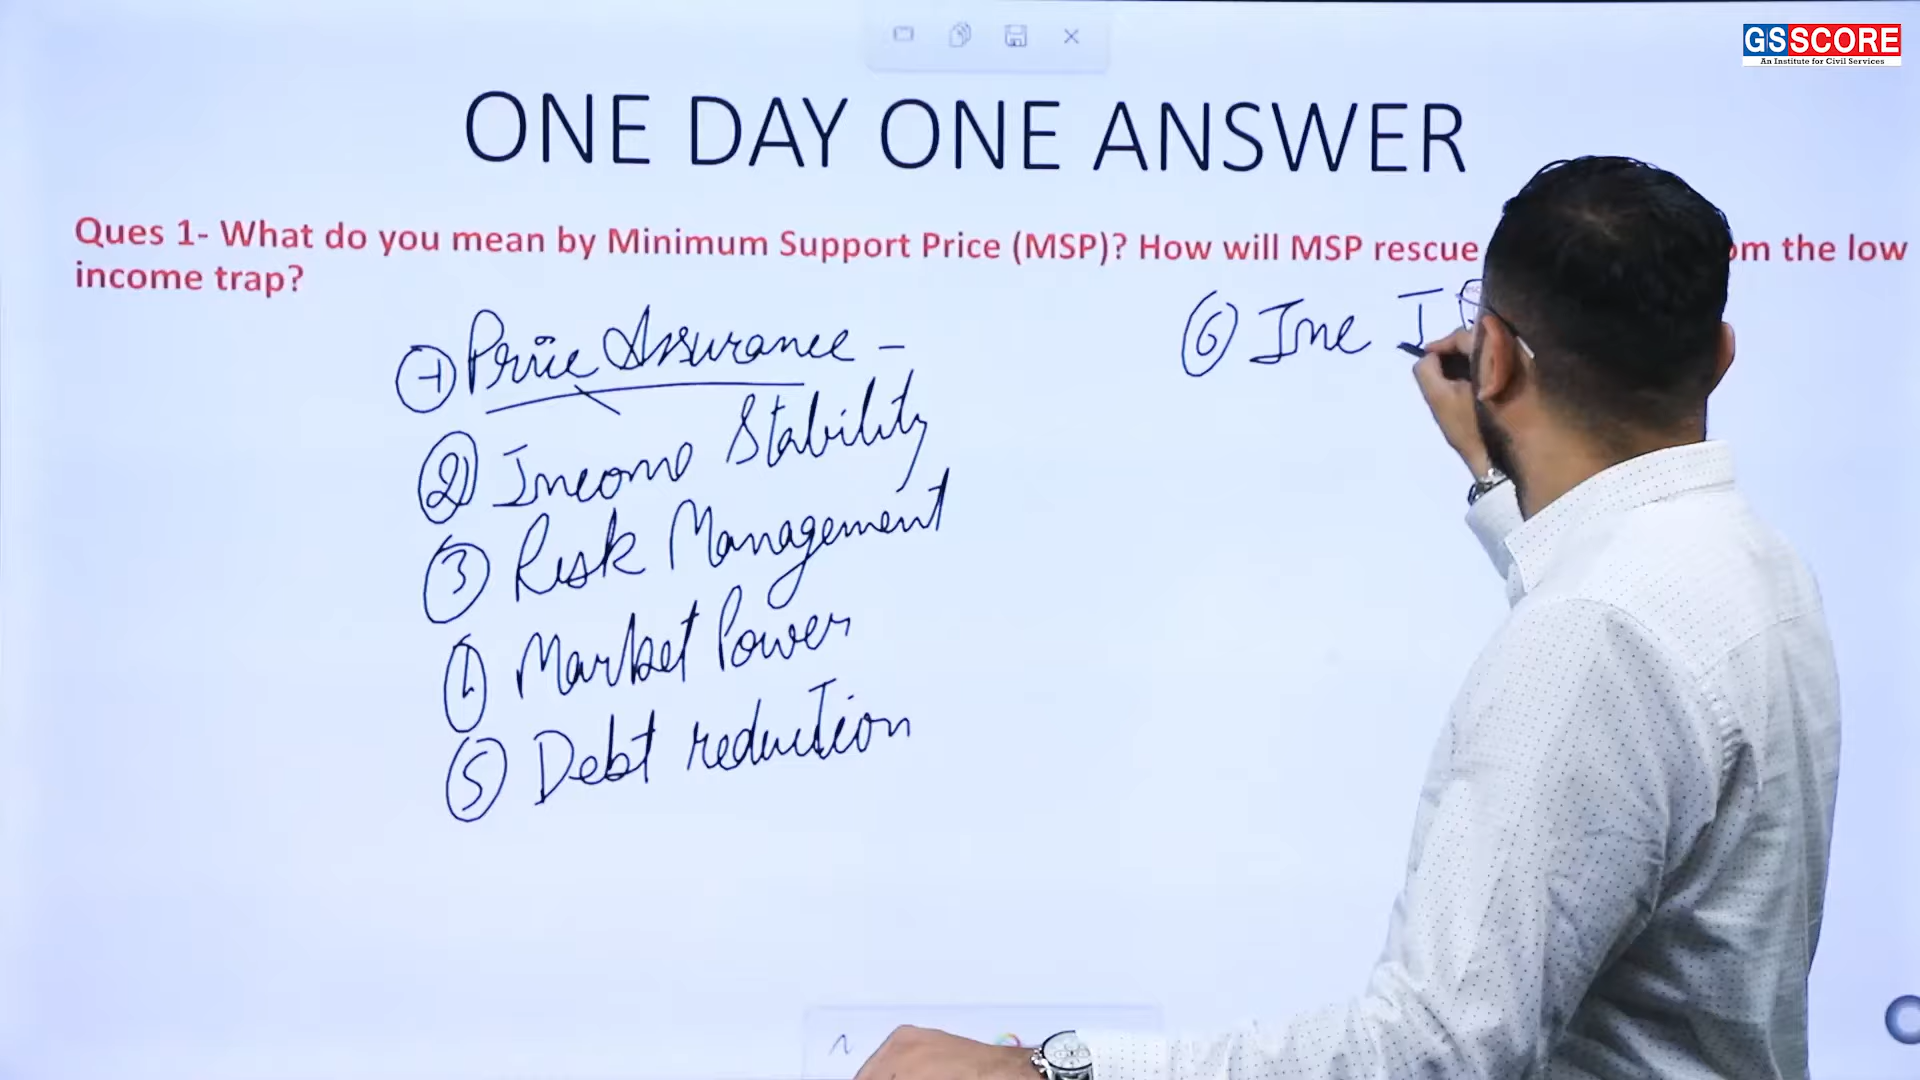 GSSCORE
An Institute for Civil Services
ONE DAY ONE ANSWER
Ques 1- What do you mean by Minimum Support Price (MSP)? How will MSP rescue om the low
income trap?
1 Price Assurance -
2 Income Stability
3 Risk Management
4 Market Power
5 Debt reduction
6 Inc I